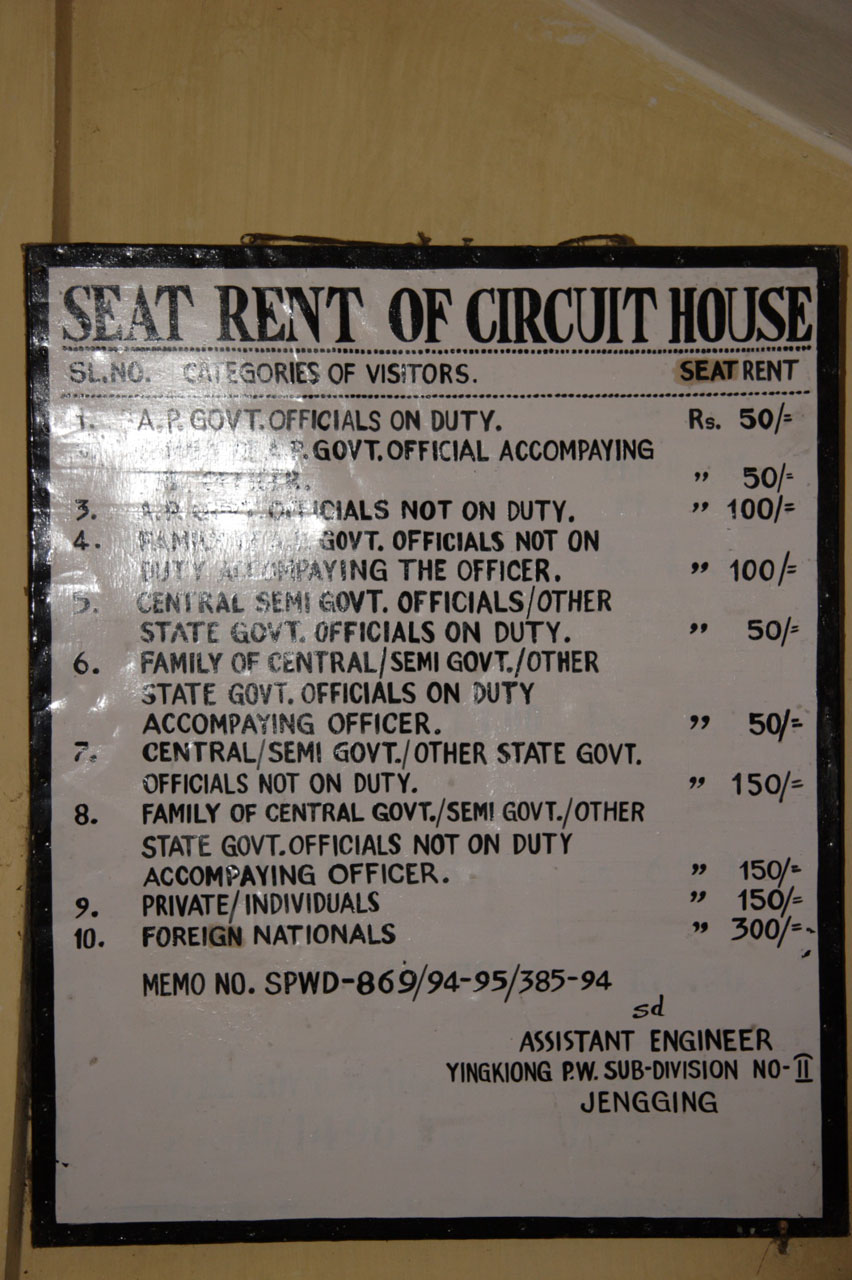 SEAT RENT OF CIRCUIT HOUSE
SL.NO. CATEGORIES OF VISITORS. SEAT RENT
1. A.P. GOVT. OFFICIALS ON DUTY. Rs. 50/=
A.P. GOVT. OFFICIAL ACCOMPAYING
OFFICER. " 50/=
3. A.P. OFFICIALS NOT ON DUTY. " 100/=
4. FAMILY GOVT. OFFICIALS NOT ON
DUTY ACCOMPAYING THE OFFICER. " 100/=
5. CENTRAL SEMI GOVT. OFFICIALS/OTHER
STATE GOVT. OFFICIALS ON DUTY. " 50/=
6. FAMILY OF CENTRAL/SEMI GOVT./OTHER
STATE GOVT. OFFICIALS ON DUTY
ACCOMPAYING OFFICER. " 50/=
7. CENTRAL/SEMI GOVT./OTHER STATE GOVT.
OFFICIALS NOT ON DUTY. " 150/=
8. FAMILY OF CENTRAL GOVT./SEMI GOVT./OTHER
STATE GOVT. OFFICIALS NOT ON DUTY
ACCOMPAYING OFFICER. " 150/=
9. PRIVATE/INDIVIDUALS " 150/=
10. FOREIGN NATIONALS " 300/=
MEMO NO. SPWD-869/94-95/385-94
sd
ASSISTANT ENGINEER
YINGKIONG P.W. SUB-DIVISION NO-II
JENGGING